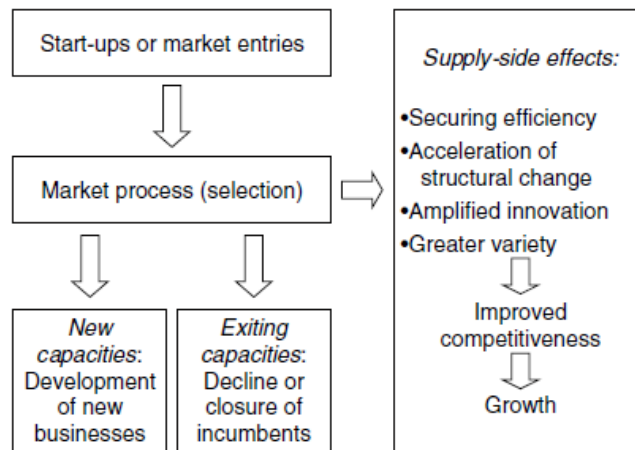 Start-ups or market entries
Market process (selection)
New
capacities:
Development
of new
businesses
Exiting
capacities:
Decline or
closure of
incumbents
Supply-side effects:
•Securing efficiency
•Acceleration of
structural change
•Amplified innovation
•Greater variety
Improved
competitiveness
Growth